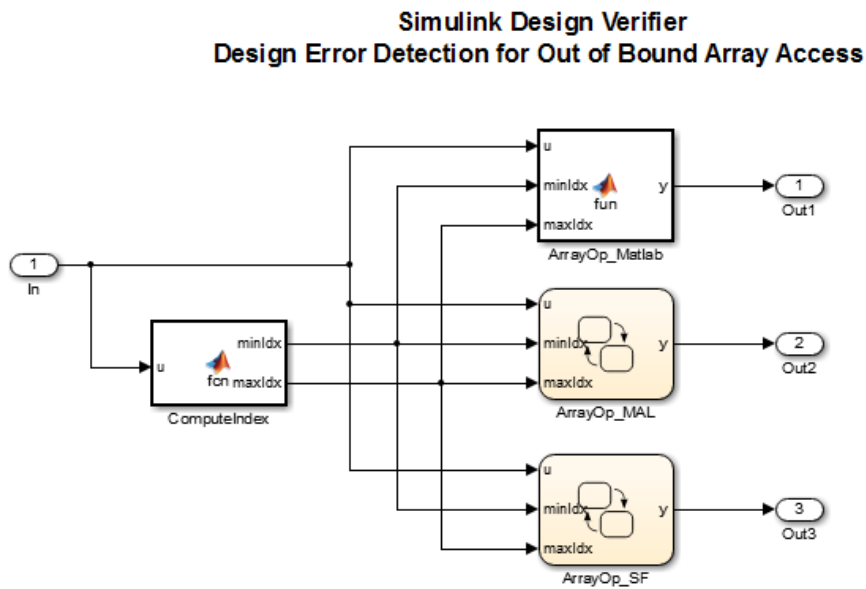 Simulink Design Verifier
Design Error Detection for Out of Bound Array Access
u
minIdx
fun
y
maxIdx
ArrayOp_Matlab
1
Out1
1
In
u
minIdx
y
maxIdx
ArrayOp_MAL
2
Out2
u
fcn
minIdx
maxIdx
ComputeIndex
u
minIdx
y
maxIdx
ArrayOp_SF
3
Out3